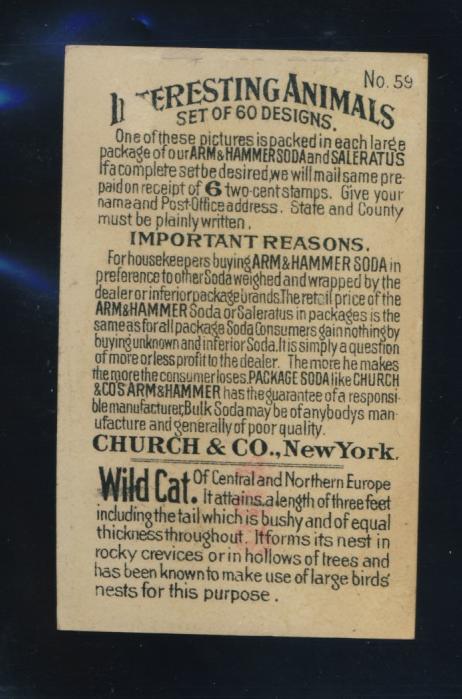 No. 59
INTERESTING ANIMALS
SET OF 60 DESIGNS.
One of these pictures is packed in each large
package of our ARM & HAMMER SODA and SALERATUS
If a complete set be desired, we will mail same pre-
paid on receipt of 6 two-cent stamps. Give your
name and Post-Office address. State and County
must be plainly written.
IMPORTANT REASONS.
For housekeepers buying ARM & HAMMER SODA in
preference to other Soda weighed and wrapped by the
dealer or inferior package brands. The retail price of the
ARM & HAMMER Soda or Saleratus in packages is the
same as for all package Soda Consumers gain nothing by
buying unknown and inferior Soda. It is simply a question
of more or less profit to the dealer. The more he makes
the more the consumer loses. PACKAGE SODA like CHURCH
& CO'S ARM & HAMMER has the guarantee of a responsi-
ble manufacturer, Bulk Soda may be of anybodys man-
ufacture and generally of poor quality.
CHURCH & CO., New York.
Wild Cat. Of Central and Northern Europe
It attains a length of three feet
including the tail which is bushy and of equal
thickness throughout. It forms its nest in
rocky crevices or in hollows of trees and
has been known to make use of large birds'
nests for this purpose.